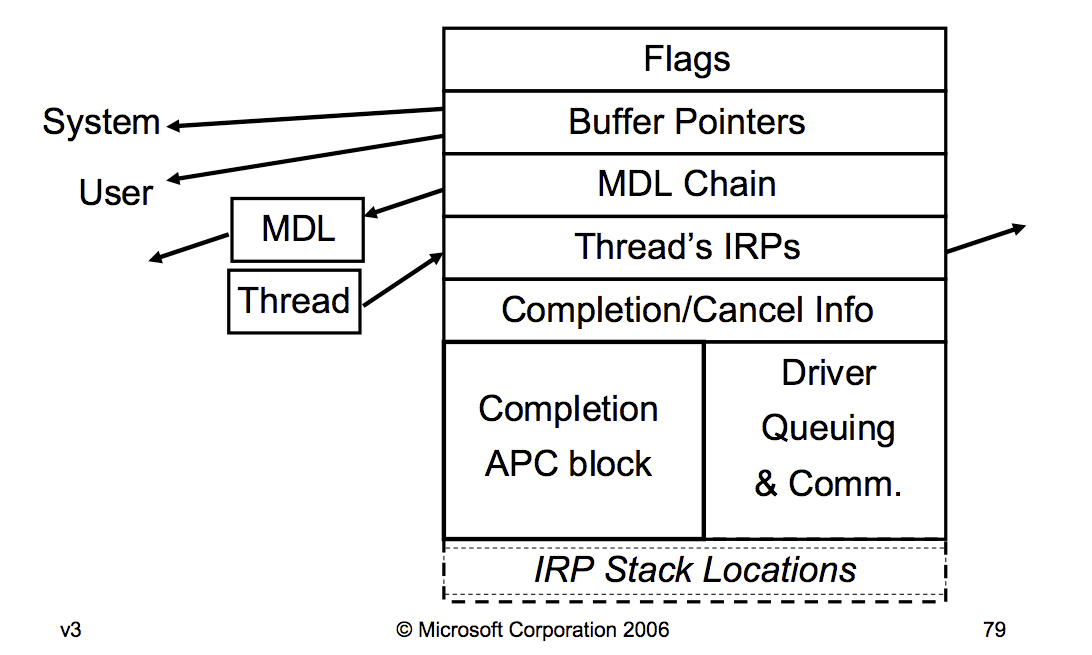 Flags
System
Buffer Pointers
User
MDL Chain
MDL
Thread’s IRPs
Thread
Completion/Cancel Info
Completion
APC block
Driver
Queuing
& Comm.
IRP Stack Locations
v3
© Microsoft Corporation 2006
79